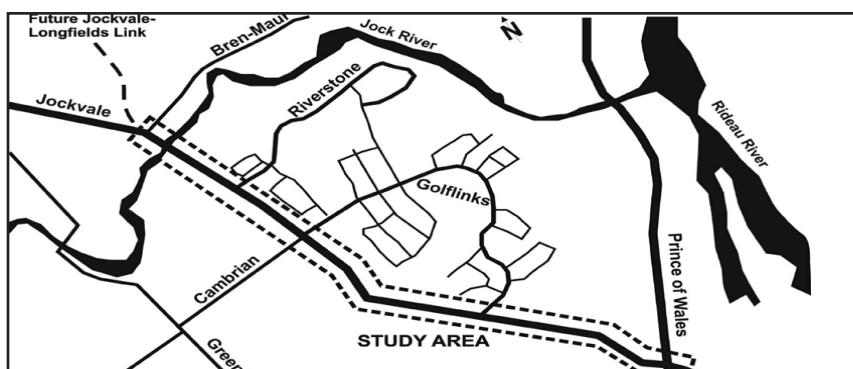 Future Jockvale-
Longfields Link
Bren-Maur
Jock River
N
Jockvale
Riverstone
Rideau River
Golflinks
Cambrian
Prince of Wales
STUDY AREA
Green